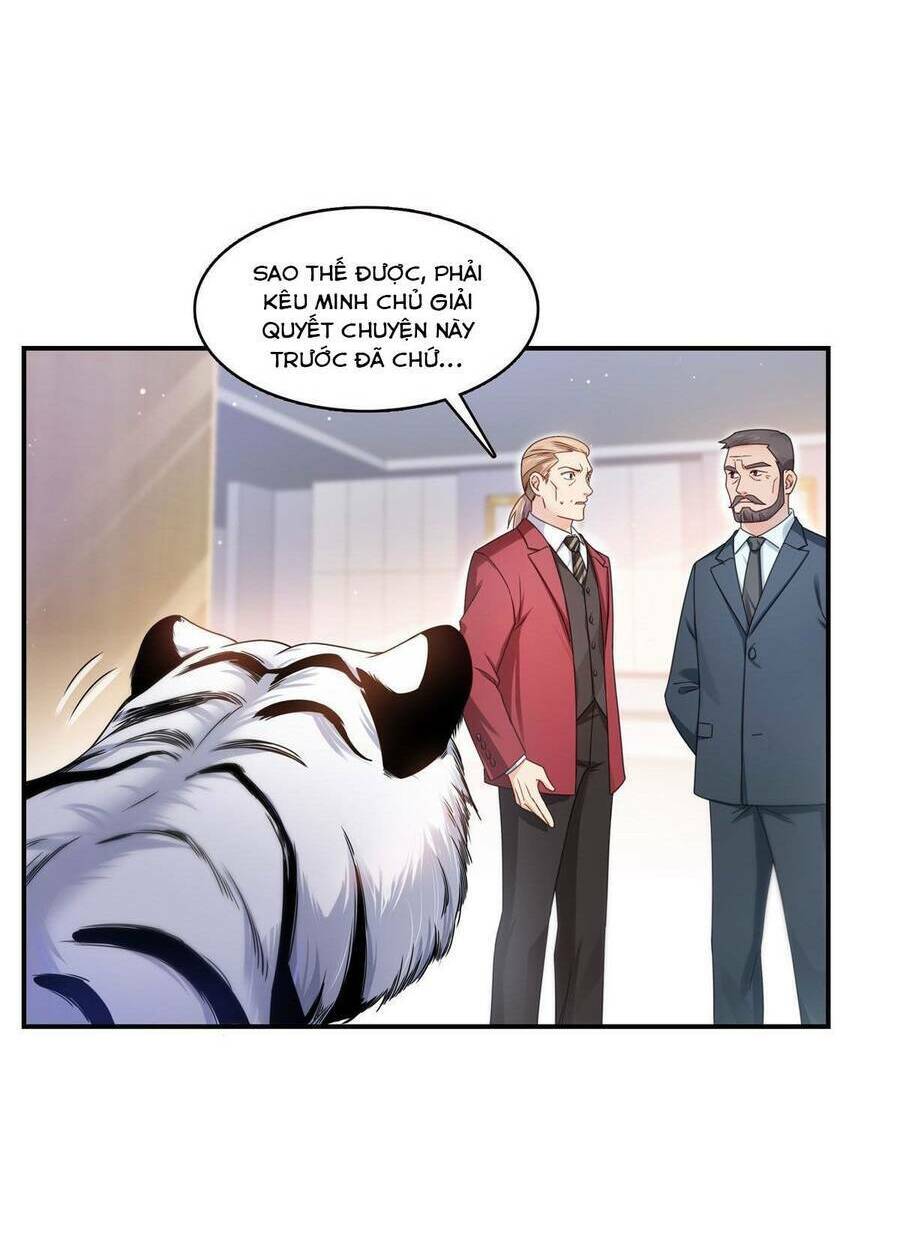 SAO THẾ ĐƯỢC, PHẢI
KÊU MINH CHỦ GIẢI
QUYẾT CHUYỆN NÀY
TRƯỚC ĐÃ CHỨ...